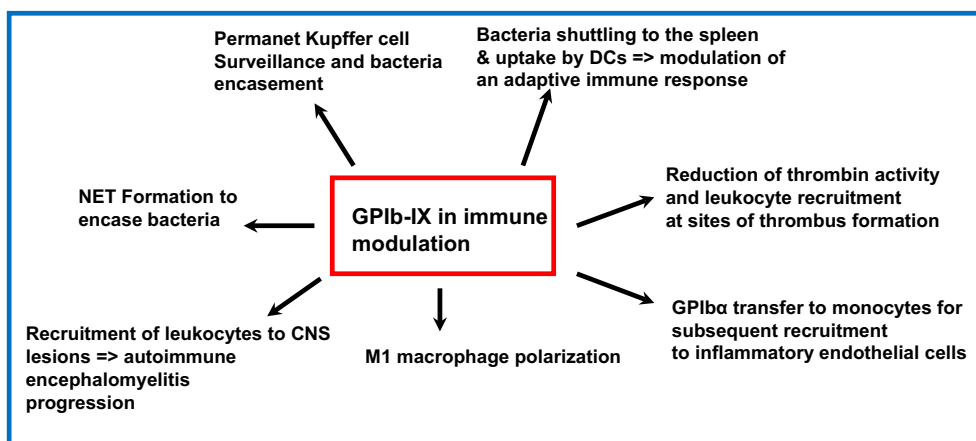 Permanet Kupffer cell
Surveillance and bacteria
encasement
Bacteria shuttling to the spleen
& uptake by DCs => modulation of
an adaptive immune response
NET Formation to
encase bacteria
GPIb-IX in immune
modulation
Reduction of thrombin activity
and leukocyte recruitment
at sites of thrombus formation
Recruitment of leukocytes to CNS
lesions => autoimmune
encephalomyelitis
progression
M1 macrophage polarization
GPIbα transfer to monocytes for
subsequent recruitment
to inflammatory endothelial cells